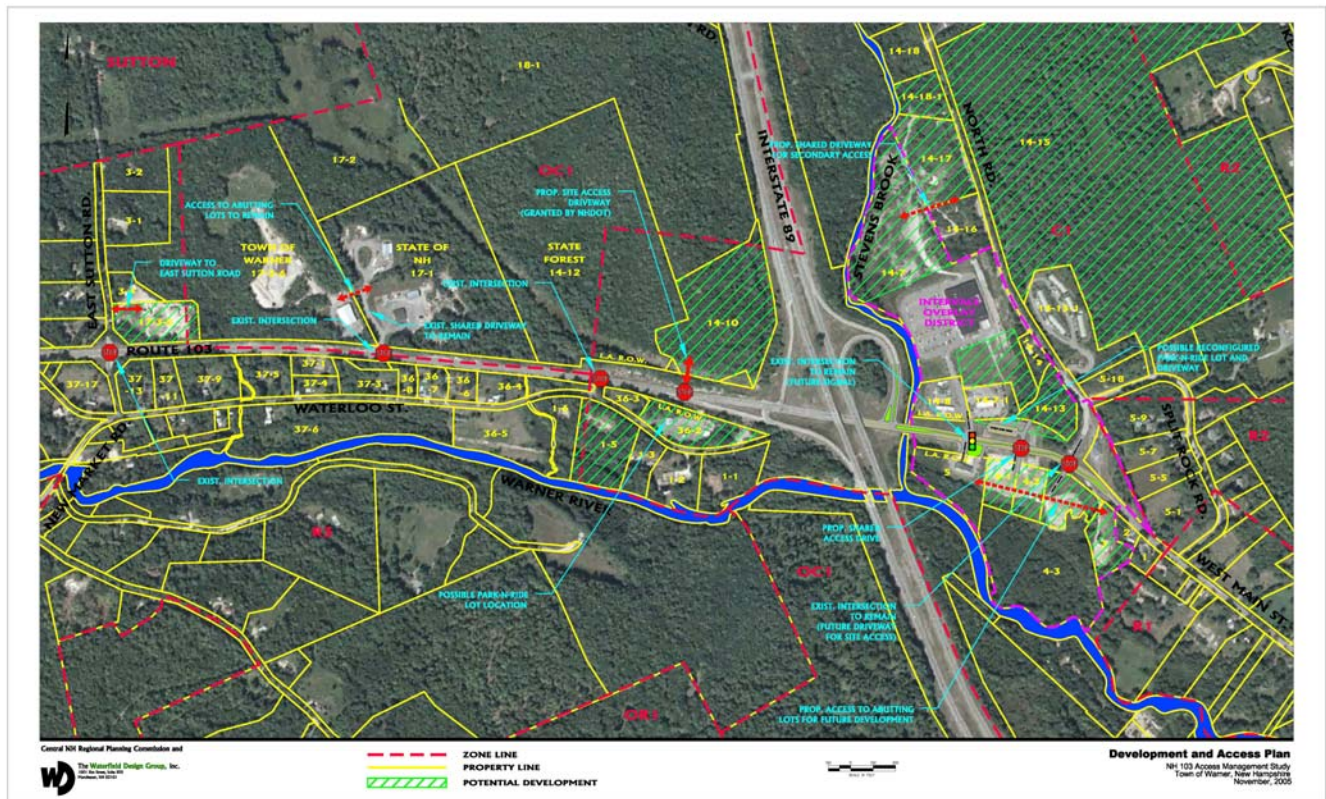 SUTTON
18-1
14-18
14-18-1
NORTH RD.
INTERSTATE 89
17-2
3-2
OC1
PROP. SHARED DRIVEWAY
FOR SECONDARY ACCESS
14-17
14-15
R2
EAST SUTTON RD.
3-1
ACCESS TO ABUTTING
LOTS TO REMAIN
PROP. SITE ACCESS
DRIVEWAY
(GRANTED BY NHDOT)
STEVENS BROOK
14-16
C1
TOWN OF
WARNER
STATE OF
NH
17-1
STATE
FOREST
14-12
DRIVEWAY TO
EAST SUTTON ROAD
EXIST. INTERSECTION
14-7
INTERVALE
OVERLAY
DISTRICT
EXIST. INTERSECTION
EXIST. SHARED DRIVEWAY
TO REMAIN
14-10
ROUTE 103
L.A. R.O.W.
EXIST. INTERSECTION
TO REMAIN
(FUTURE SIGNAL)
POSSIBLE RECONFIGURED
PARK-N-RIDE LOT AND
DRIVEWAY
37-17
37-9
37-5
37-4
37-3
36-4
36-3
L.A. R.O.W.
36-2
14-13
5-18
5-9
5-7
5-5
5-1
SPLIT ROCK RD.
R2
WATERLOO ST.
37-6
36-5
1-6
1-5
1-1
NEW MARKET RD.
EXIST. INTERSECTION
WARNER RIVER
R3
PROP. SHARED
ACCESS DRIVE
4-3
WEST MAIN ST.
OC1
R1
POSSIBLE PARK-N-RIDE
LOT LOCATION
EXIST. INTERSECTION
TO REMAIN
(FUTURE DRIVEWAY
FOR SITE ACCESS)
PROP. ACCESS TO ABUTTING
LOTS FOR FUTURE DEVELOPMENT
OR1
Central NH Regional Planning Commission and
The Waterfield Design Group, Inc.
ZONE LINE
PROPERTY LINE
POTENTIAL DEVELOPMENT
Development and Access Plan
NH 103 Access Management Study
Town of Warner, New Hampshire
November, 2005